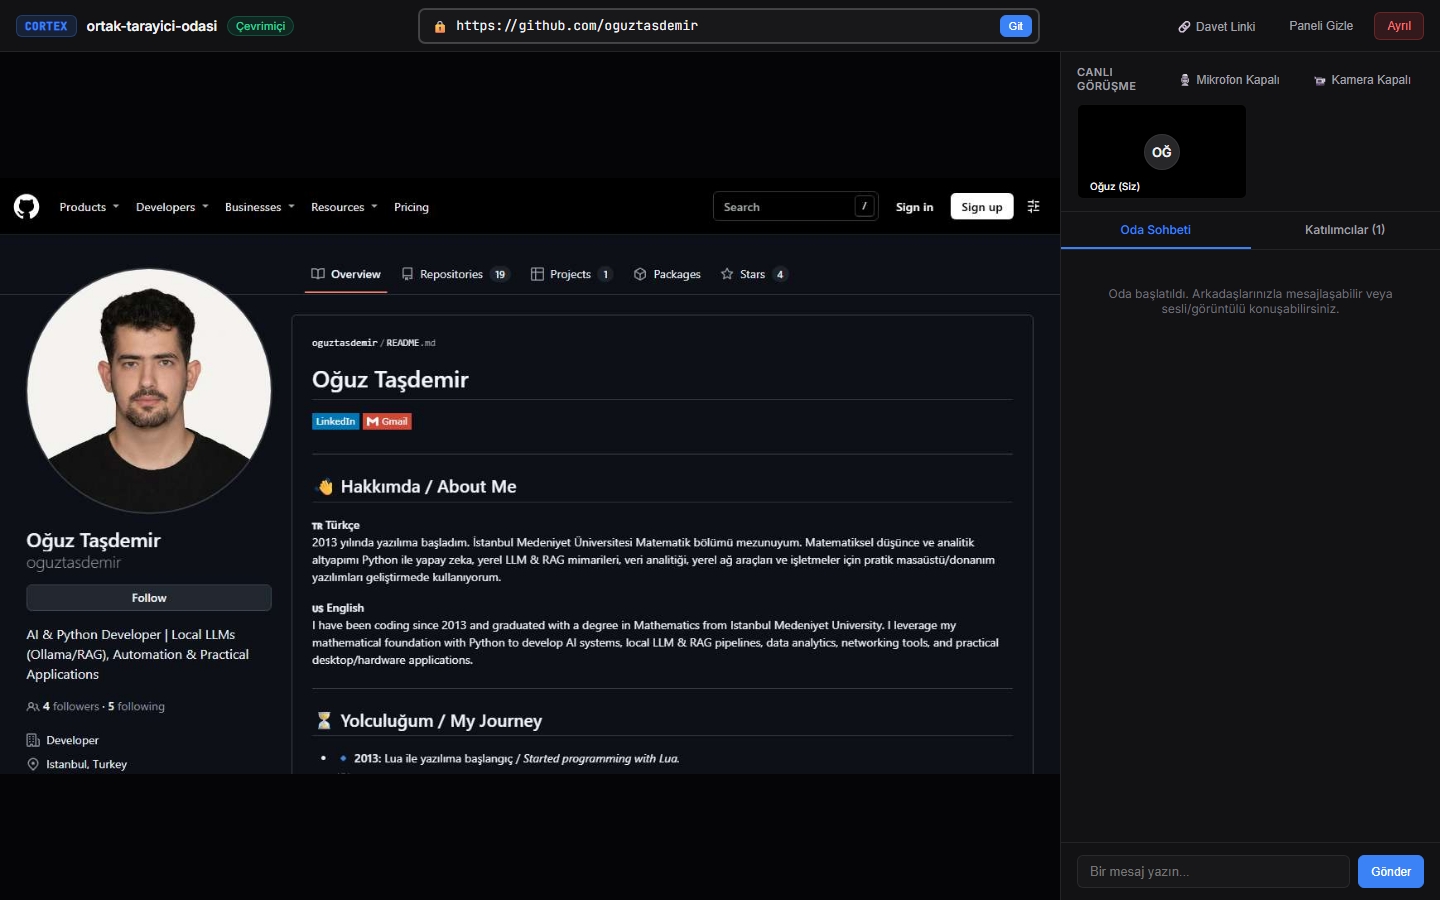 CORTEX
ortak-tarayici-odasi
Çevrimiçi
https://github.com/oguztasdemir
Git
Davet Linki
Paneli Gizle
Ayrıl
Products
Developers
Businesses
Resources
Pricing
Search
/
Sign in
Sign up
Overview
Repositories 19
Projects 1
Packages
Stars 4
Oğuz Taşdemir
oguztasdemir
Follow
AI & Python Developer | Local LLMs
(Ollama/RAG), Automation & Practical
Applications
4 followers · 5 following
Developer
Istanbul, Turkey
oguztasdemir / README.md
Oğuz Taşdemir
LinkedIn
Gmail
Hakkımda / About Me
TR Türkçe
2013 yılında yazılıma başladım. İstanbul Medeniyet Üniversitesi Matematik bölümü mezunuyum. Matematiksel düşünce ve analitik
altyapımı Python ile yapay zeka, yerel LLM & RAG mimarileri, veri analitiği, yerel ağ araçları ve işletmeler için pratik masaüstü/donanım
yazılımları geliştirmede kullanıyorum.
US English
I have been coding since 2013 and graduated with a degree in Mathematics from Istanbul Medeniyet University. I leverage my
mathematical foundation with Python to develop AI systems, local LLM & RAG pipelines, data analytics, networking tools, and practical
desktop/hardware applications.
Yolculuğum / My Journey
2013: Lua ile yazılıma başlangıç / Started programming with Lua.
CANLI
GÖRÜŞME
Mikrofon Kapalı
Kamera Kapalı
OĞ
Oğuz (Siz)
Oda Sohbeti
Katılımcılar (1)
Oda başlatıldı. Arkadaşlarınızla mesajlaşabilir veya
sesli/görüntülü konuşabilirsiniz.
Bir mesaj yazın...
Gönder